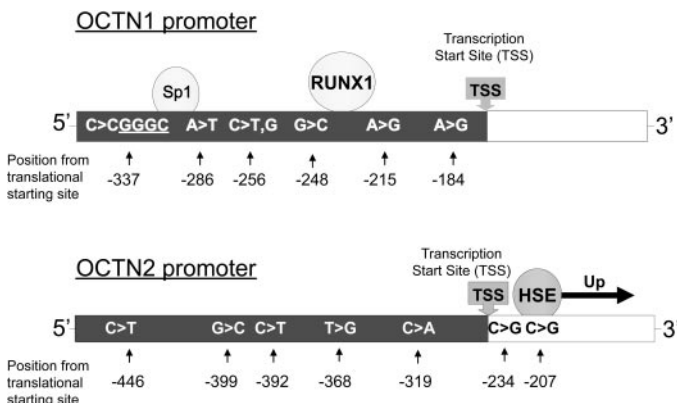 OCTN1 promoter
Transcription
Start Site (TSS)
Sp1
RUNX1
TSS
5’ C>CGGGC A>T C>T,G G>C A>G A>G 3’
Position from
translational
starting site
-337 -286 -256 -248 -215 -184
OCTN2 promoter
Transcription
Start Site (TSS)
TSS
HSE
Up
5’ C>T G>C C>T T>G C>A C>G C>G 3’
Position from
translational
starting site
-446 -399 -392 -368 -319 -234 -207